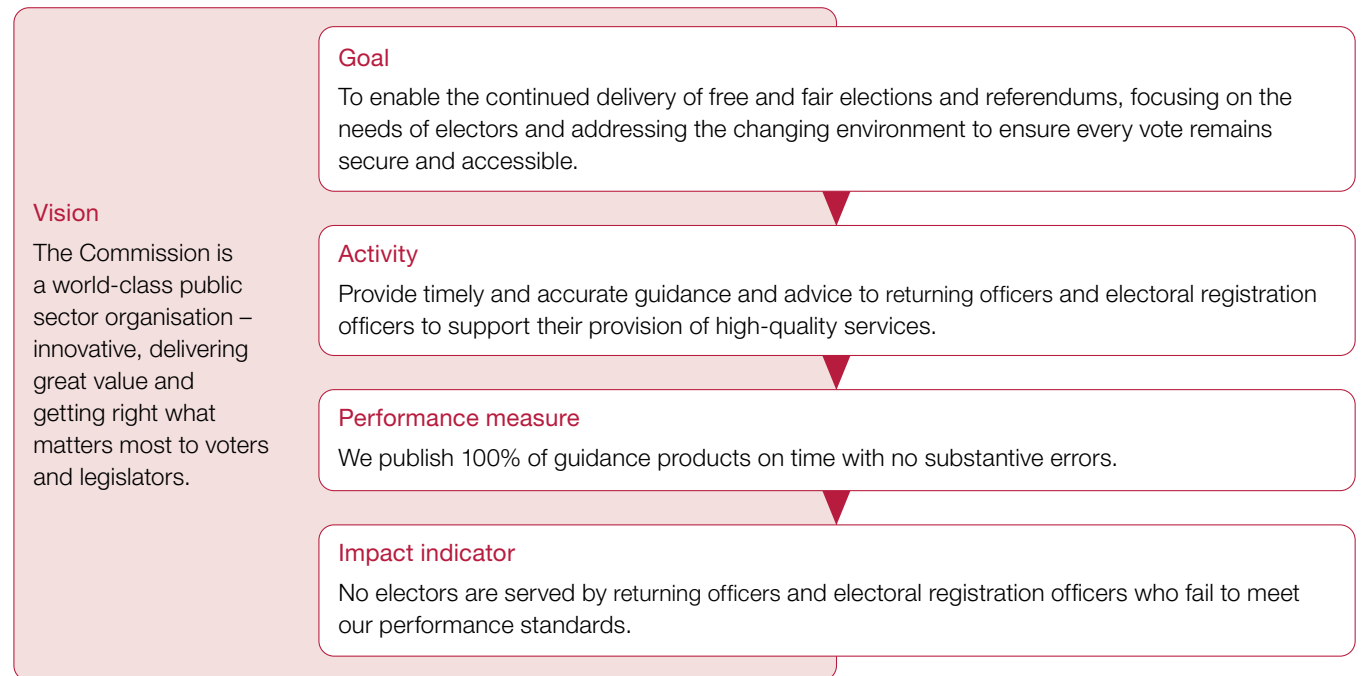 Vision
The Commission is
a world-class public
sector organisation –
innovative, delivering
great value and
getting right what
matters most to voters
and legislators.
Goal
To enable the continued delivery of free and fair elections and referendums, focusing on the
needs of electors and addressing the changing environment to ensure every vote remains
secure and accessible.
Activity
Provide timely and accurate guidance and advice to returning officers and electoral registration
officers to support their provision of high-quality services.
Performance measure
We publish 100% of guidance products on time with no substantive errors.
Impact indicator
No electors are served by returning officers and electoral registration officers who fail to meet
our performance standards.